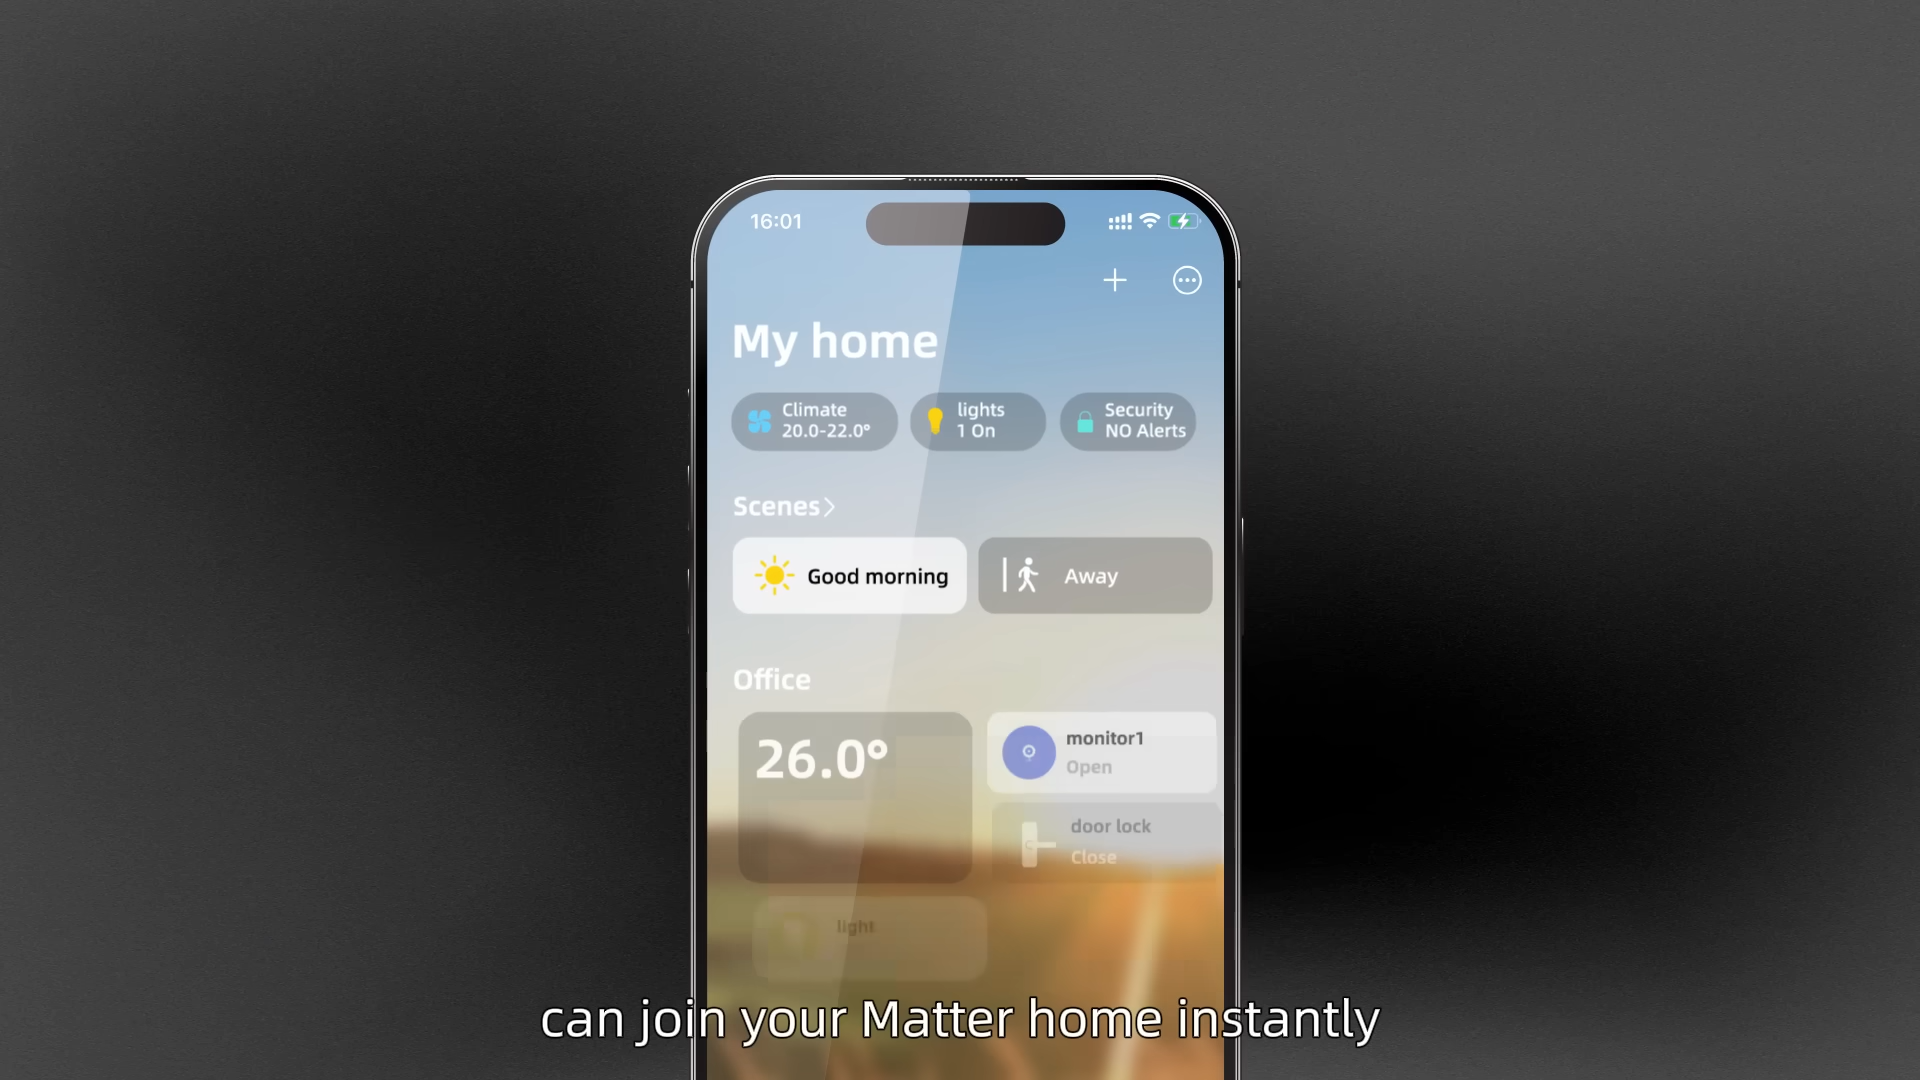 16:01
My home
Climate
20.0-22.0°
lights
1 On
Security
NO Alerts
Scenes>
Good morning
Away
Office
26.0°
monitor1
Open
door lock
Close
light
can join your Matter home instantly